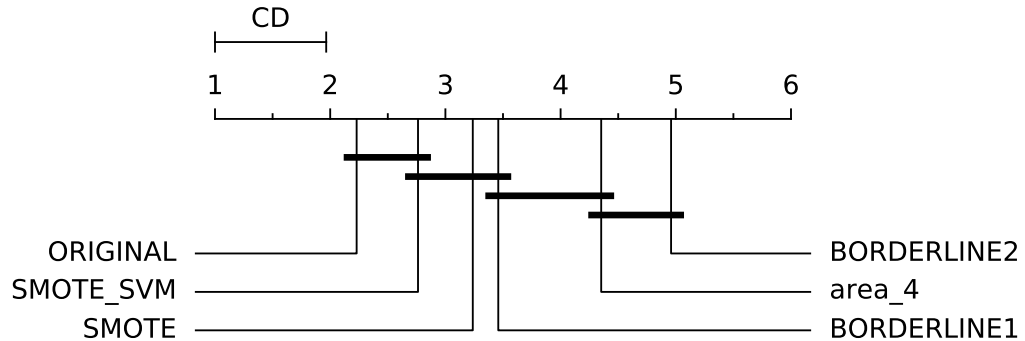 CD
1 2 3 4 5 6
ORIGINAL BORDERLINE2
SMOTE_SVM area_4
SMOTE BORDERLINE1